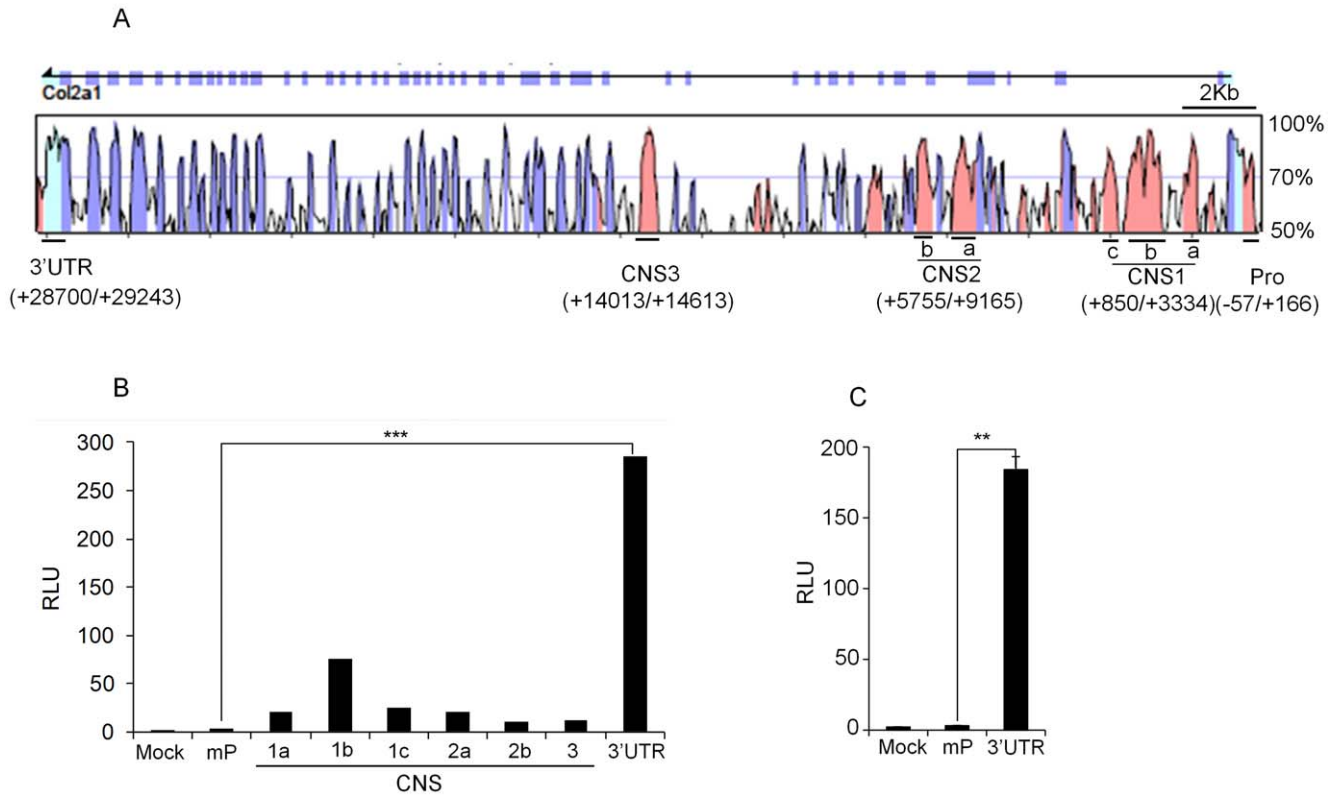 A
Col2a1
2Kb
100%
70%
50%
b a c b a
3’UTR CNS3 CNS2 CNS1 Pro
(+28700/+29243) (+14013/+14613) (+5755/+9165) (+850/+3334)(-57/+166)
B
RLU
300
250
200
150
100
50
0
***
Mock mP 1a 1b 1c 2a 2b 3 3’UTR
CNS
C
RLU
200
150
100
50
0
**
Mock mP 3’UTR